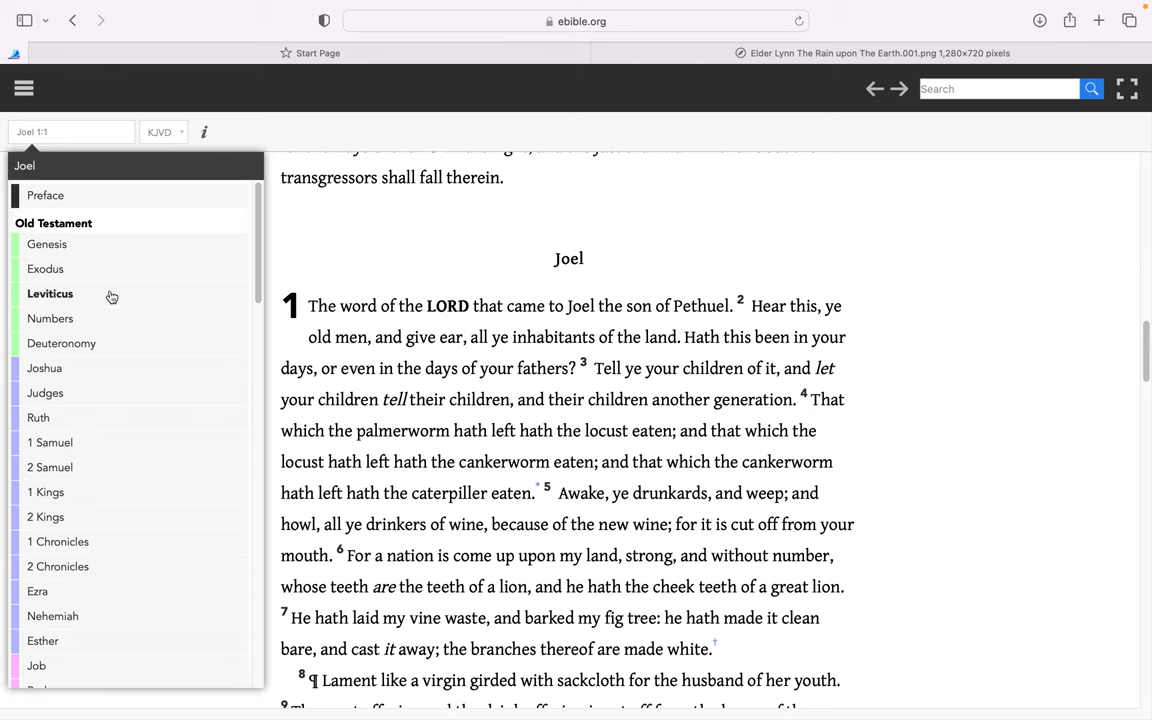 ebible.org
Start Page
Elder Lynn The Rain upon The Earth.001.png 1,280×720 pixels
Search
Joel 1:1
KJVD
i
Joel
Preface
Old Testament
Genesis
Exodus
Leviticus
Numbers
Deuteronomy
Joshua
Judges
Ruth
1 Samuel
2 Samuel
1 Kings
2 Kings
1 Chronicles
2 Chronicles
Ezra
Nehemiah
Esther
Job
transgressors shall fall therein.
Joel
1 The word of the LORD that came to Joel the son of Pethuel. 2 Hear this, ye
old men, and give ear, all ye inhabitants of the land. Hath this been in your
days, or even in the days of your fathers? 3 Tell ye your children of it, and let
your children tell their children, and their children another generation. 4 That
which the palmerworm hath left hath the locust eaten; and that which the
locust hath left hath the cankerworm eaten; and that which the cankerworm
hath left hath the caterpiller eaten.* 5 Awake, ye drunkards, and weep; and
howl, all ye drinkers of wine, because of the new wine; for it is cut off from your
mouth. 6 For a nation is come up upon my land, strong, and without number,
whose teeth are the teeth of a lion, and he hath the cheek teeth of a great lion.
7 He hath laid my vine waste, and barked my fig tree: he hath made it clean
bare, and cast it away; the branches thereof are made white.†
8 ¶ Lament like a virgin girded with sackcloth for the husband of her youth.